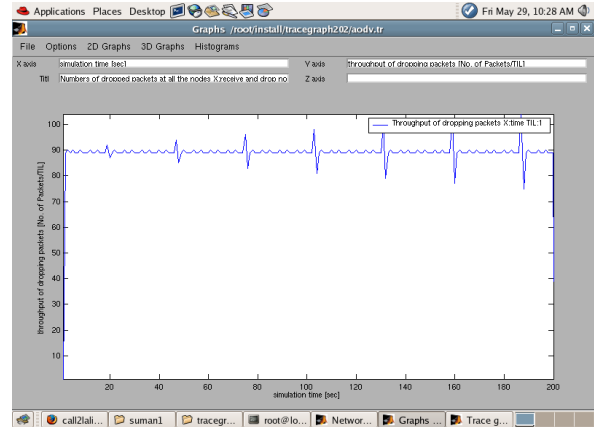 Applications Places Desktop Fri May 29, 10:28 AM
Graphs /root/install/tracegraph202/aodv.tr
File Options 2D Graphs 3D Graphs Histograms
X axis simulation time [sec] Y axis throughput of dropping packets [No. of Packets/TIL]
Titl Numbers of dropped packets at all the nodes X:receive and drop no Z axis
Throughput of dropping packets X:time TIL:1
throughput of dropping packets [No. of Packets/TIL]
100
90
80
70
60
50
40
30
20
10
20 40 60 80 100 120 140 160 180 200
simulation time [sec]
call2lali... suman1 tracegr... root@lo... Networ... Graphs ... Trace g...